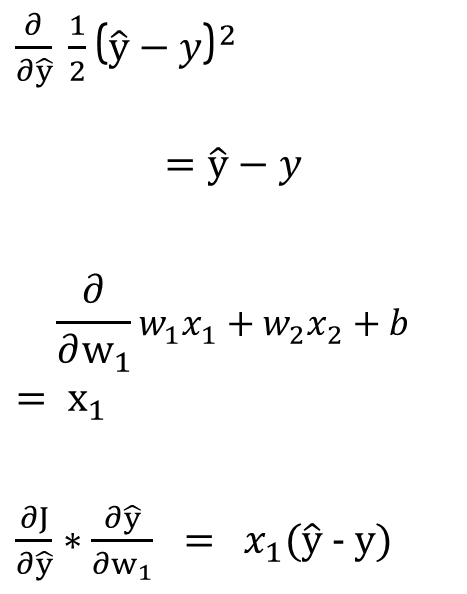 ∂/∂ŷ 1/2 (ŷ − y)²
= ŷ − y
∂/∂w₁ w₁x₁ + w₂x₂ + b
= x₁
∂J/∂ŷ * ∂ŷ/∂w₁ = x₁(ŷ - y)